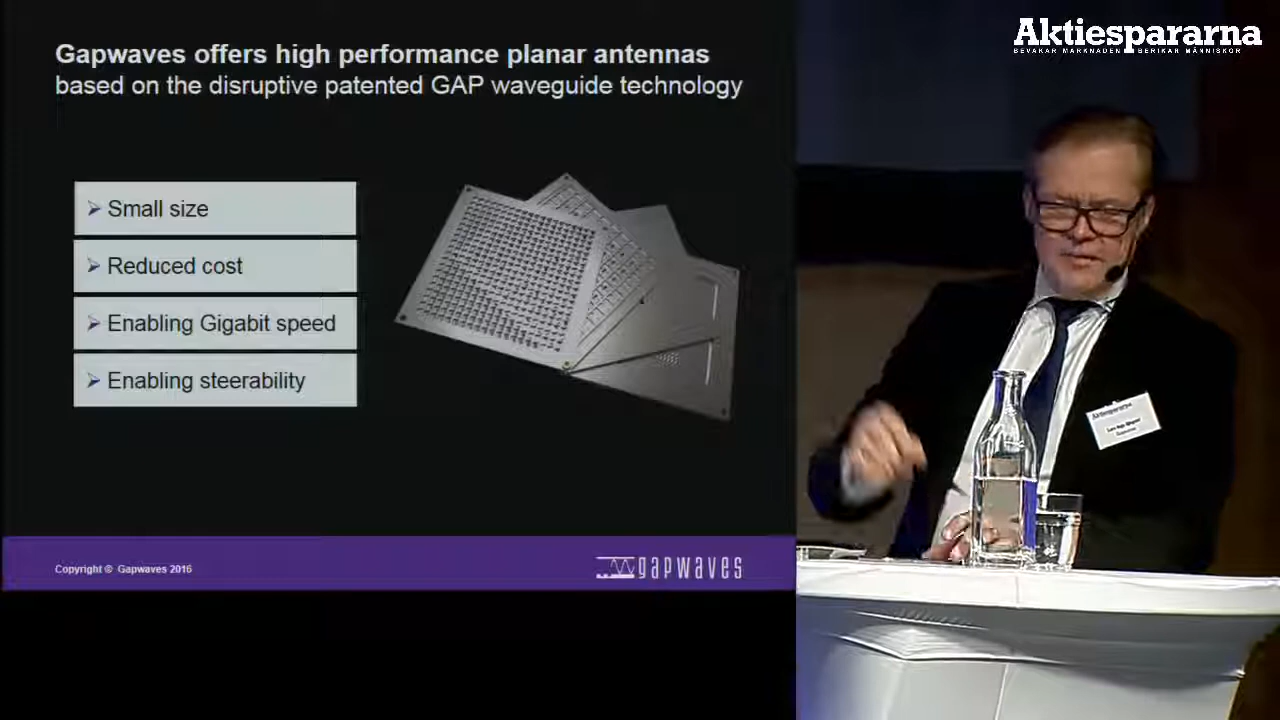 Gapwaves offers high performance planar antennas
based on the disruptive patented GAP waveguide technology
Small size
Reduced cost
Enabling Gigabit speed
Enabling steerability
Copyright © Gapwaves 2016
gapwaves
Aktiespararna
BEVAKAR MARKNADEN BERIKAR MÄNNISKOR
Aktiespararna